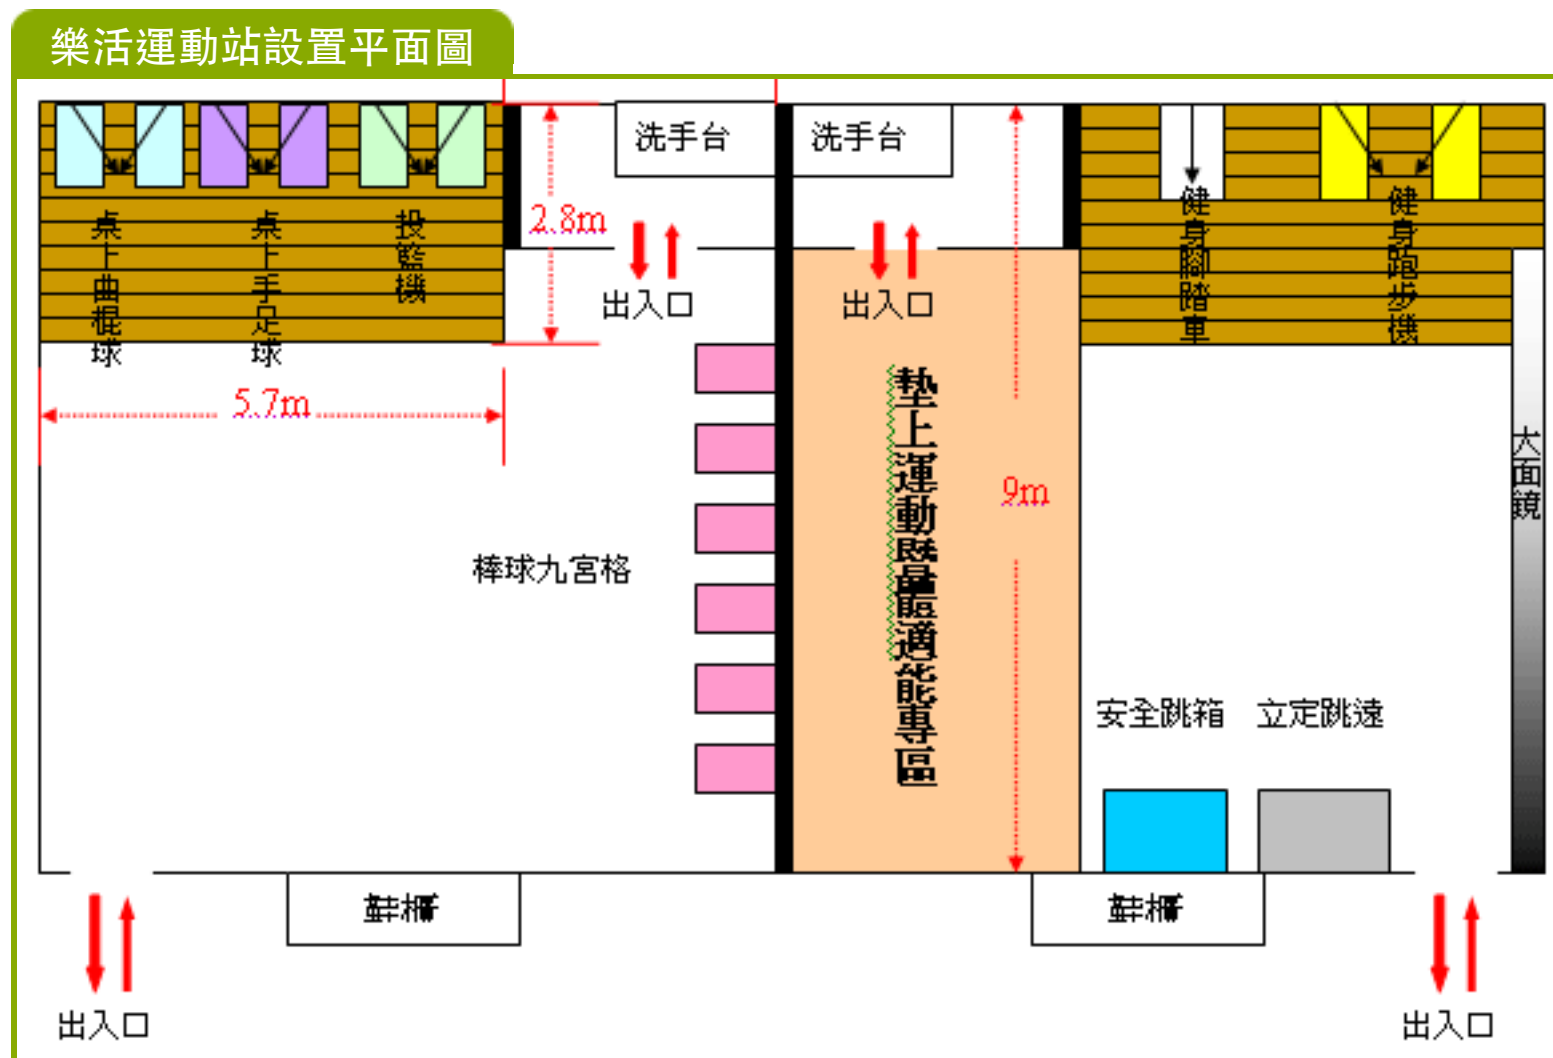 樂活運動站設置平面圖
洗手台
洗手台
桌上曲棍球
桌上手足球
投籃機
2.8m
健身腳踏車
健身跑步機
出入口
出入口
5.7m
墊上運動暨體適能專區
9m
大面鏡
棒球九宮格
安全跳箱
立定跳遠
鞋櫃
鞋櫃
出入口
出入口